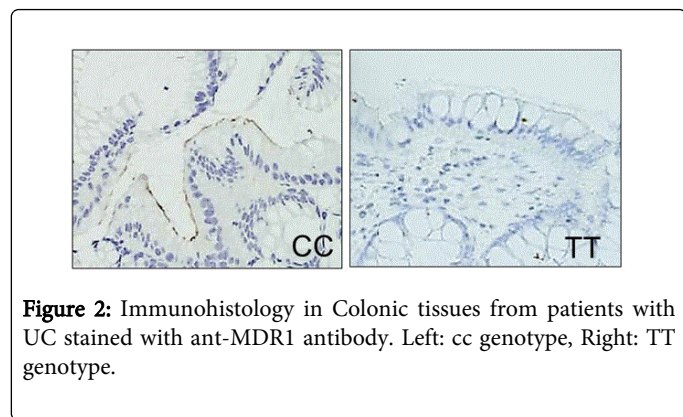 CC
TT
Figure 2: Immunohistology in Colonic tissues from patients with
UC stained with ant-MDR1 antibody. Left: cc genotype, Right: TT
genotype.